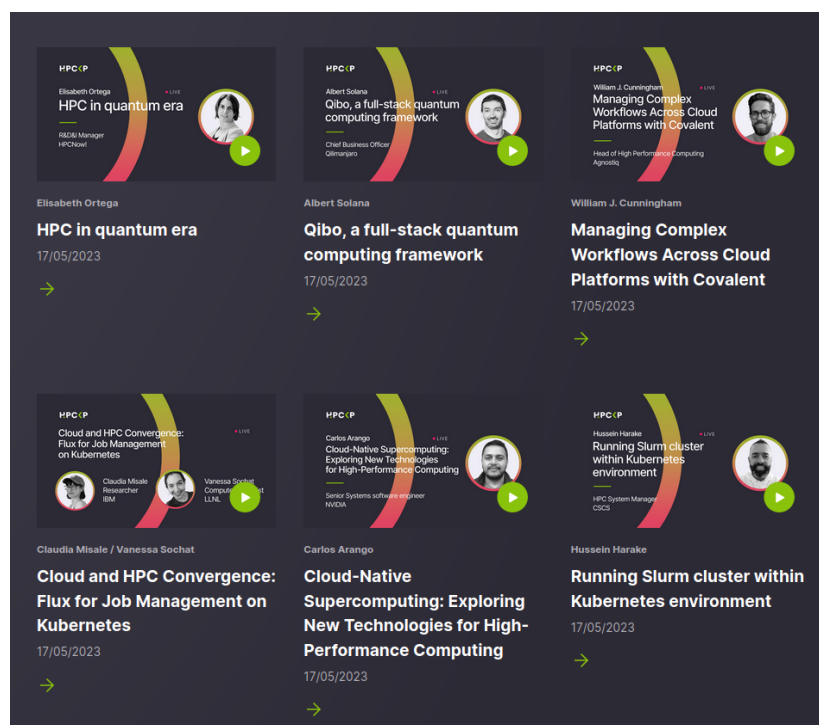 HPCKP
Elisabeth Ortega
LIVE
HPC in quantum era
R&D&I Manager
HPCNow!
Elisabeth Ortega
HPC in quantum era
17/05/2023
HPCKP
Albert Solana
LIVE
Qibo, a full-stack quantum
computing framework
Chief Business Officer
Qilimanjaro
Albert Solana
Qibo, a full-stack quantum
computing framework
17/05/2023
HPCKP
William J. Cunningham
LIVE
Managing Complex
Workflows Across Cloud
Platforms with Covalent
Head of High Performance Computing
Agnostiq
William J. Cunningham
Managing Complex
Workflows Across Cloud
Platforms with Covalent
17/05/2023
HPCKP
LIVE
Cloud and HPC Convergence:
Flux for Job Management
on Kubernetes
Claudia Misale
Researcher
IBM
Vanessa Sochat
LLNL
Claudia Misale / Vanessa Sochat
Cloud and HPC Convergence:
Flux for Job Management on
Kubernetes
17/05/2023
HPCKP
Carlos Arango
LIVE
Cloud-Native Supercomputing:
Exploring New Technologies
for High-Performance Computing
Senior Systems software engineer
NVIDIA
Carlos Arango
Cloud-Native
Supercomputing: Exploring
New Technologies for High-
Performance Computing
17/05/2023
HPCKP
Hussein Harake
LIVE
Running Slurm cluster
within Kubernetes
environment
HPC System Manager
CSCS
Hussein Harake
Running Slurm cluster within
Kubernetes environment
17/05/2023